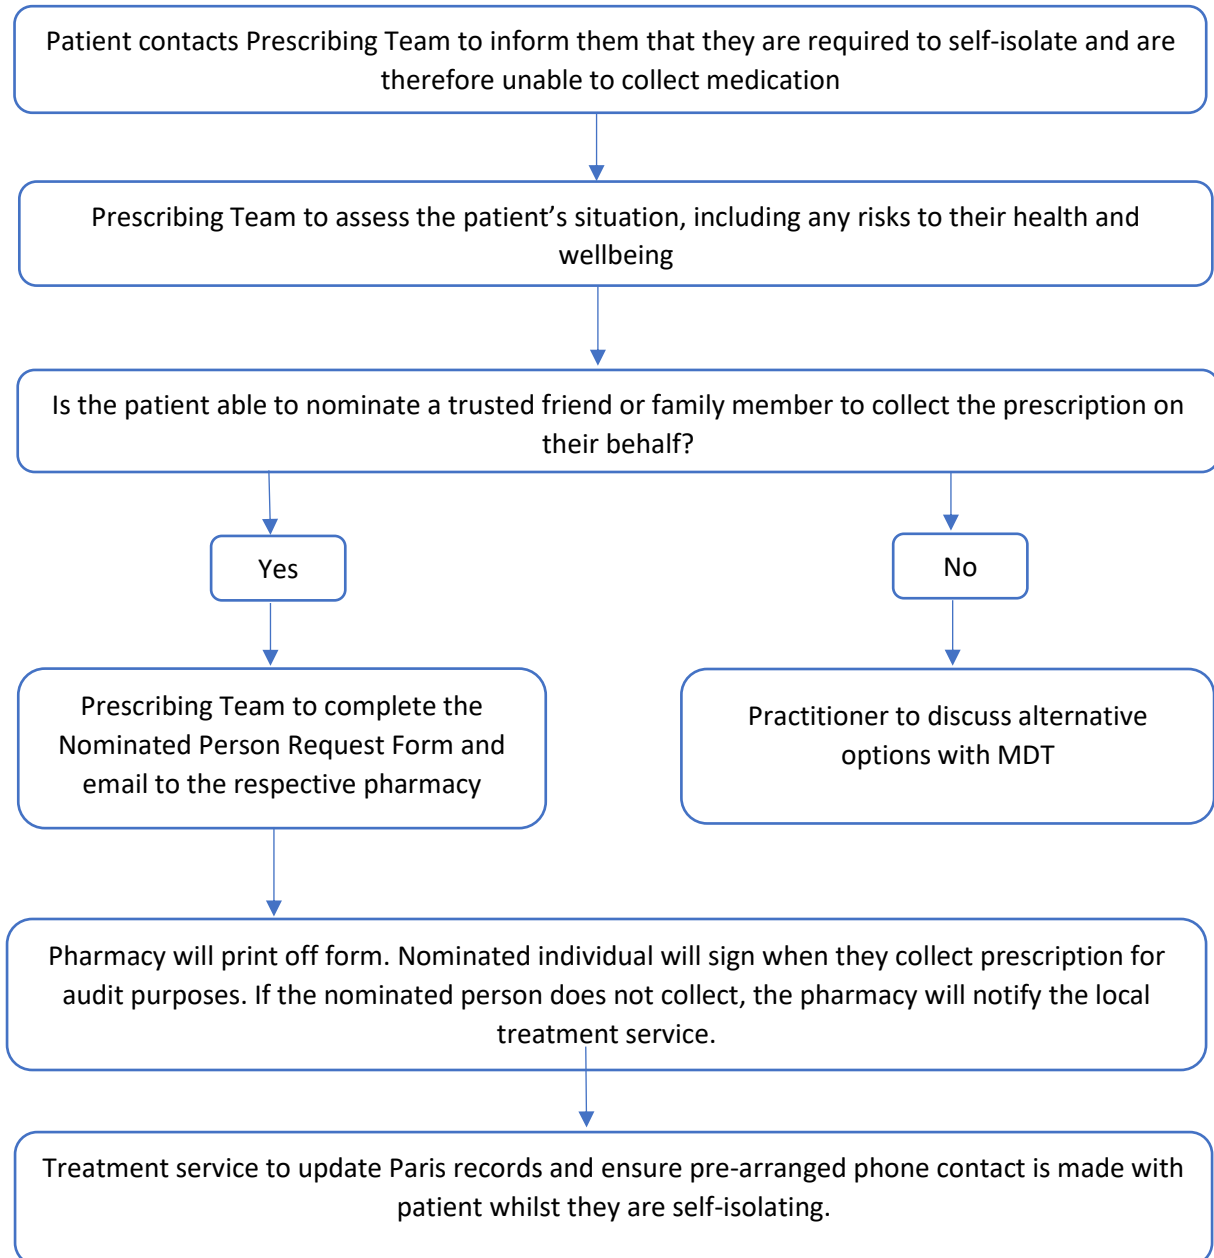 Patient contacts Prescribing Team to inform them that they are required to self-isolate and are
therefore unable to collect medication
Prescribing Team to assess the patient’s situation, including any risks to their health and
wellbeing
Is the patient able to nominate a trusted friend or family member to collect the prescription on
their behalf?
Yes
No
Prescribing Team to complete the
Nominated Person Request Form and
email to the respective pharmacy
Practitioner to discuss alternative
options with MDT
Pharmacy will print off form. Nominated individual will sign when they collect prescription for
audit purposes. If the nominated person does not collect, the pharmacy will notify the local
treatment service.
Treatment service to update Paris records and ensure pre-arranged phone contact is made with
patient whilst they are self-isolating.